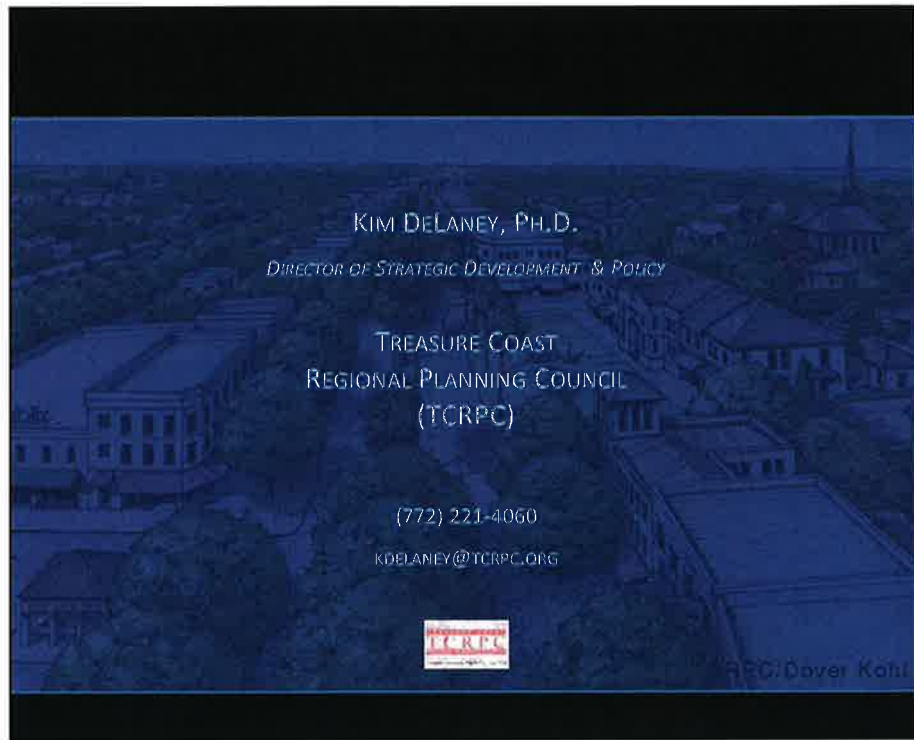 KIM DELANEY, PH.D.
DIRECTOR OF STRATEGIC DEVELOPMENT & POLICY
TREASURE COAST
REGIONAL PLANNING COUNCIL
(TCRPC)
(772) 221-4060
KDELANEY@TCRPC.ORG
TCRPC
RPC/Dover Kohl